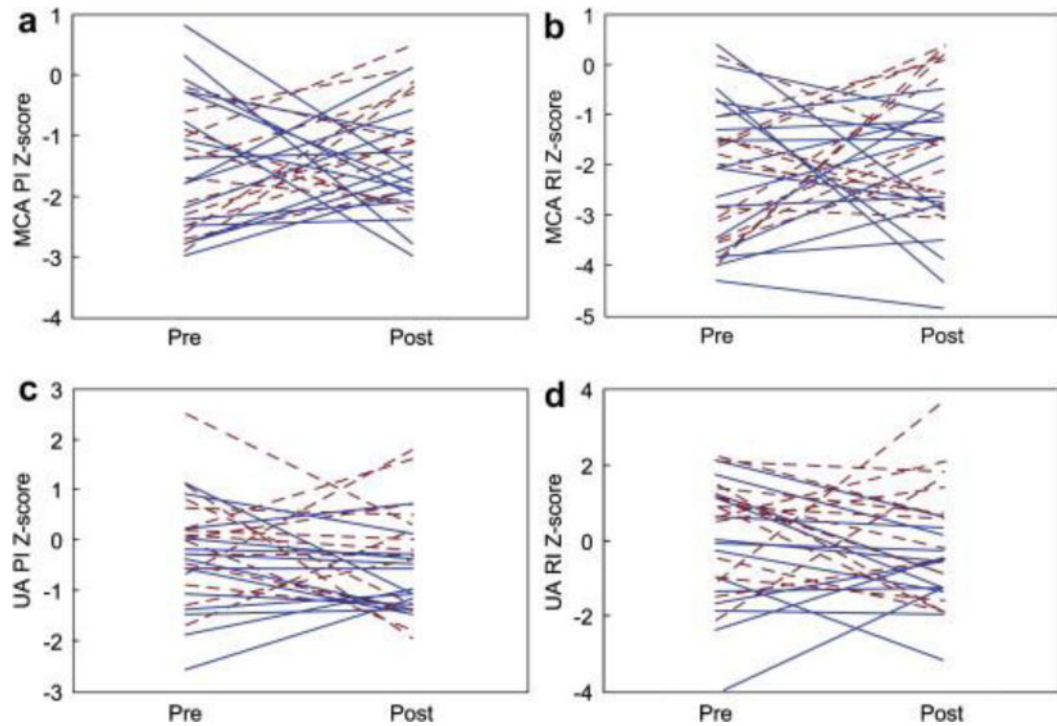 a
MCA PI Z-score
1
0
-1
-2
-3
-4
Pre Post
b
MCA RI Z-score
1
0
-1
-2
-3
-4
-5
Pre Post
c
UA PI Z-score
3
2
1
0
-1
-2
-3
Pre Post
d
UA RI Z-score
4
2
0
-2
-4
Pre Post